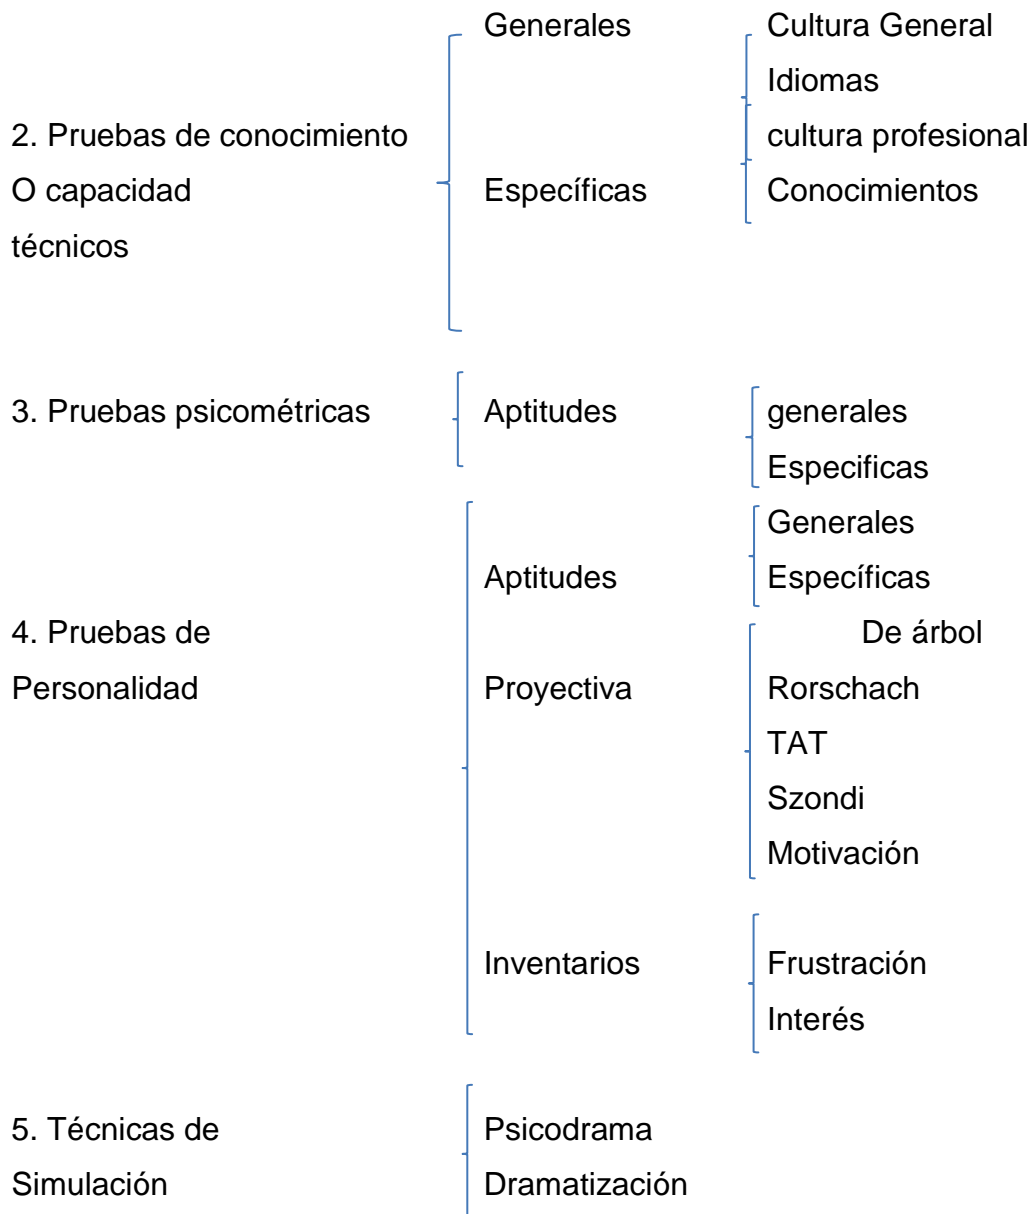 Generales Cultura General
Idiomas
2. Pruebas de conocimiento cultura profesional
O capacidad Específicas Conocimientos
técnicos
3. Pruebas psicométricas Aptitudes generales
Especificas
Generales
Aptitudes Específicas
4. Pruebas de De árbol
Personalidad Proyectiva Rorschach
TAT
Szondi
Motivación
Inventarios Frustración
Interés
5. Técnicas de Psicodrama
Simulación Dramatización